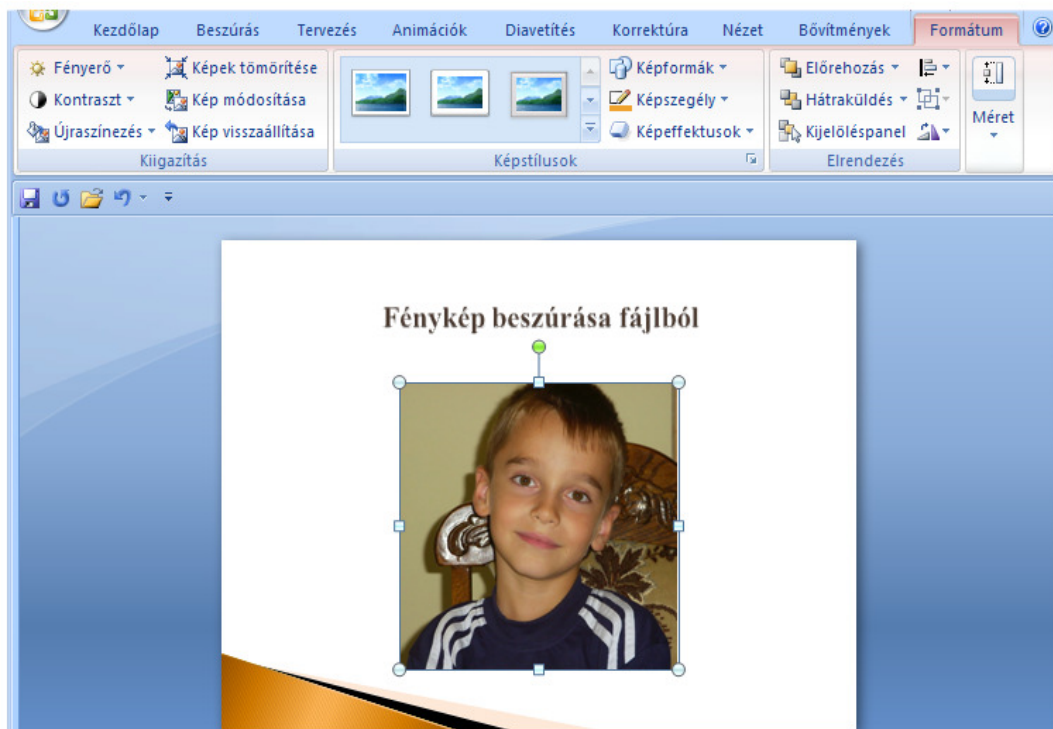 Kezdőlap Beszúrás Tervezés Animációk Diavetítés Korrektúra Nézet Bővítmények Formátum
Fényerő
Kontraszt
Újraszínezés
Képek tömörítése
Kép módosítása
Kép visszaállítása
Kiigazítás
Képformák
Képszegély
Képeffektusok
Képstílusok
Előrehozás
Hátraküldés
Kijelöléspanel
Elrendezés
Méret
Fénykép beszúrása fájlból